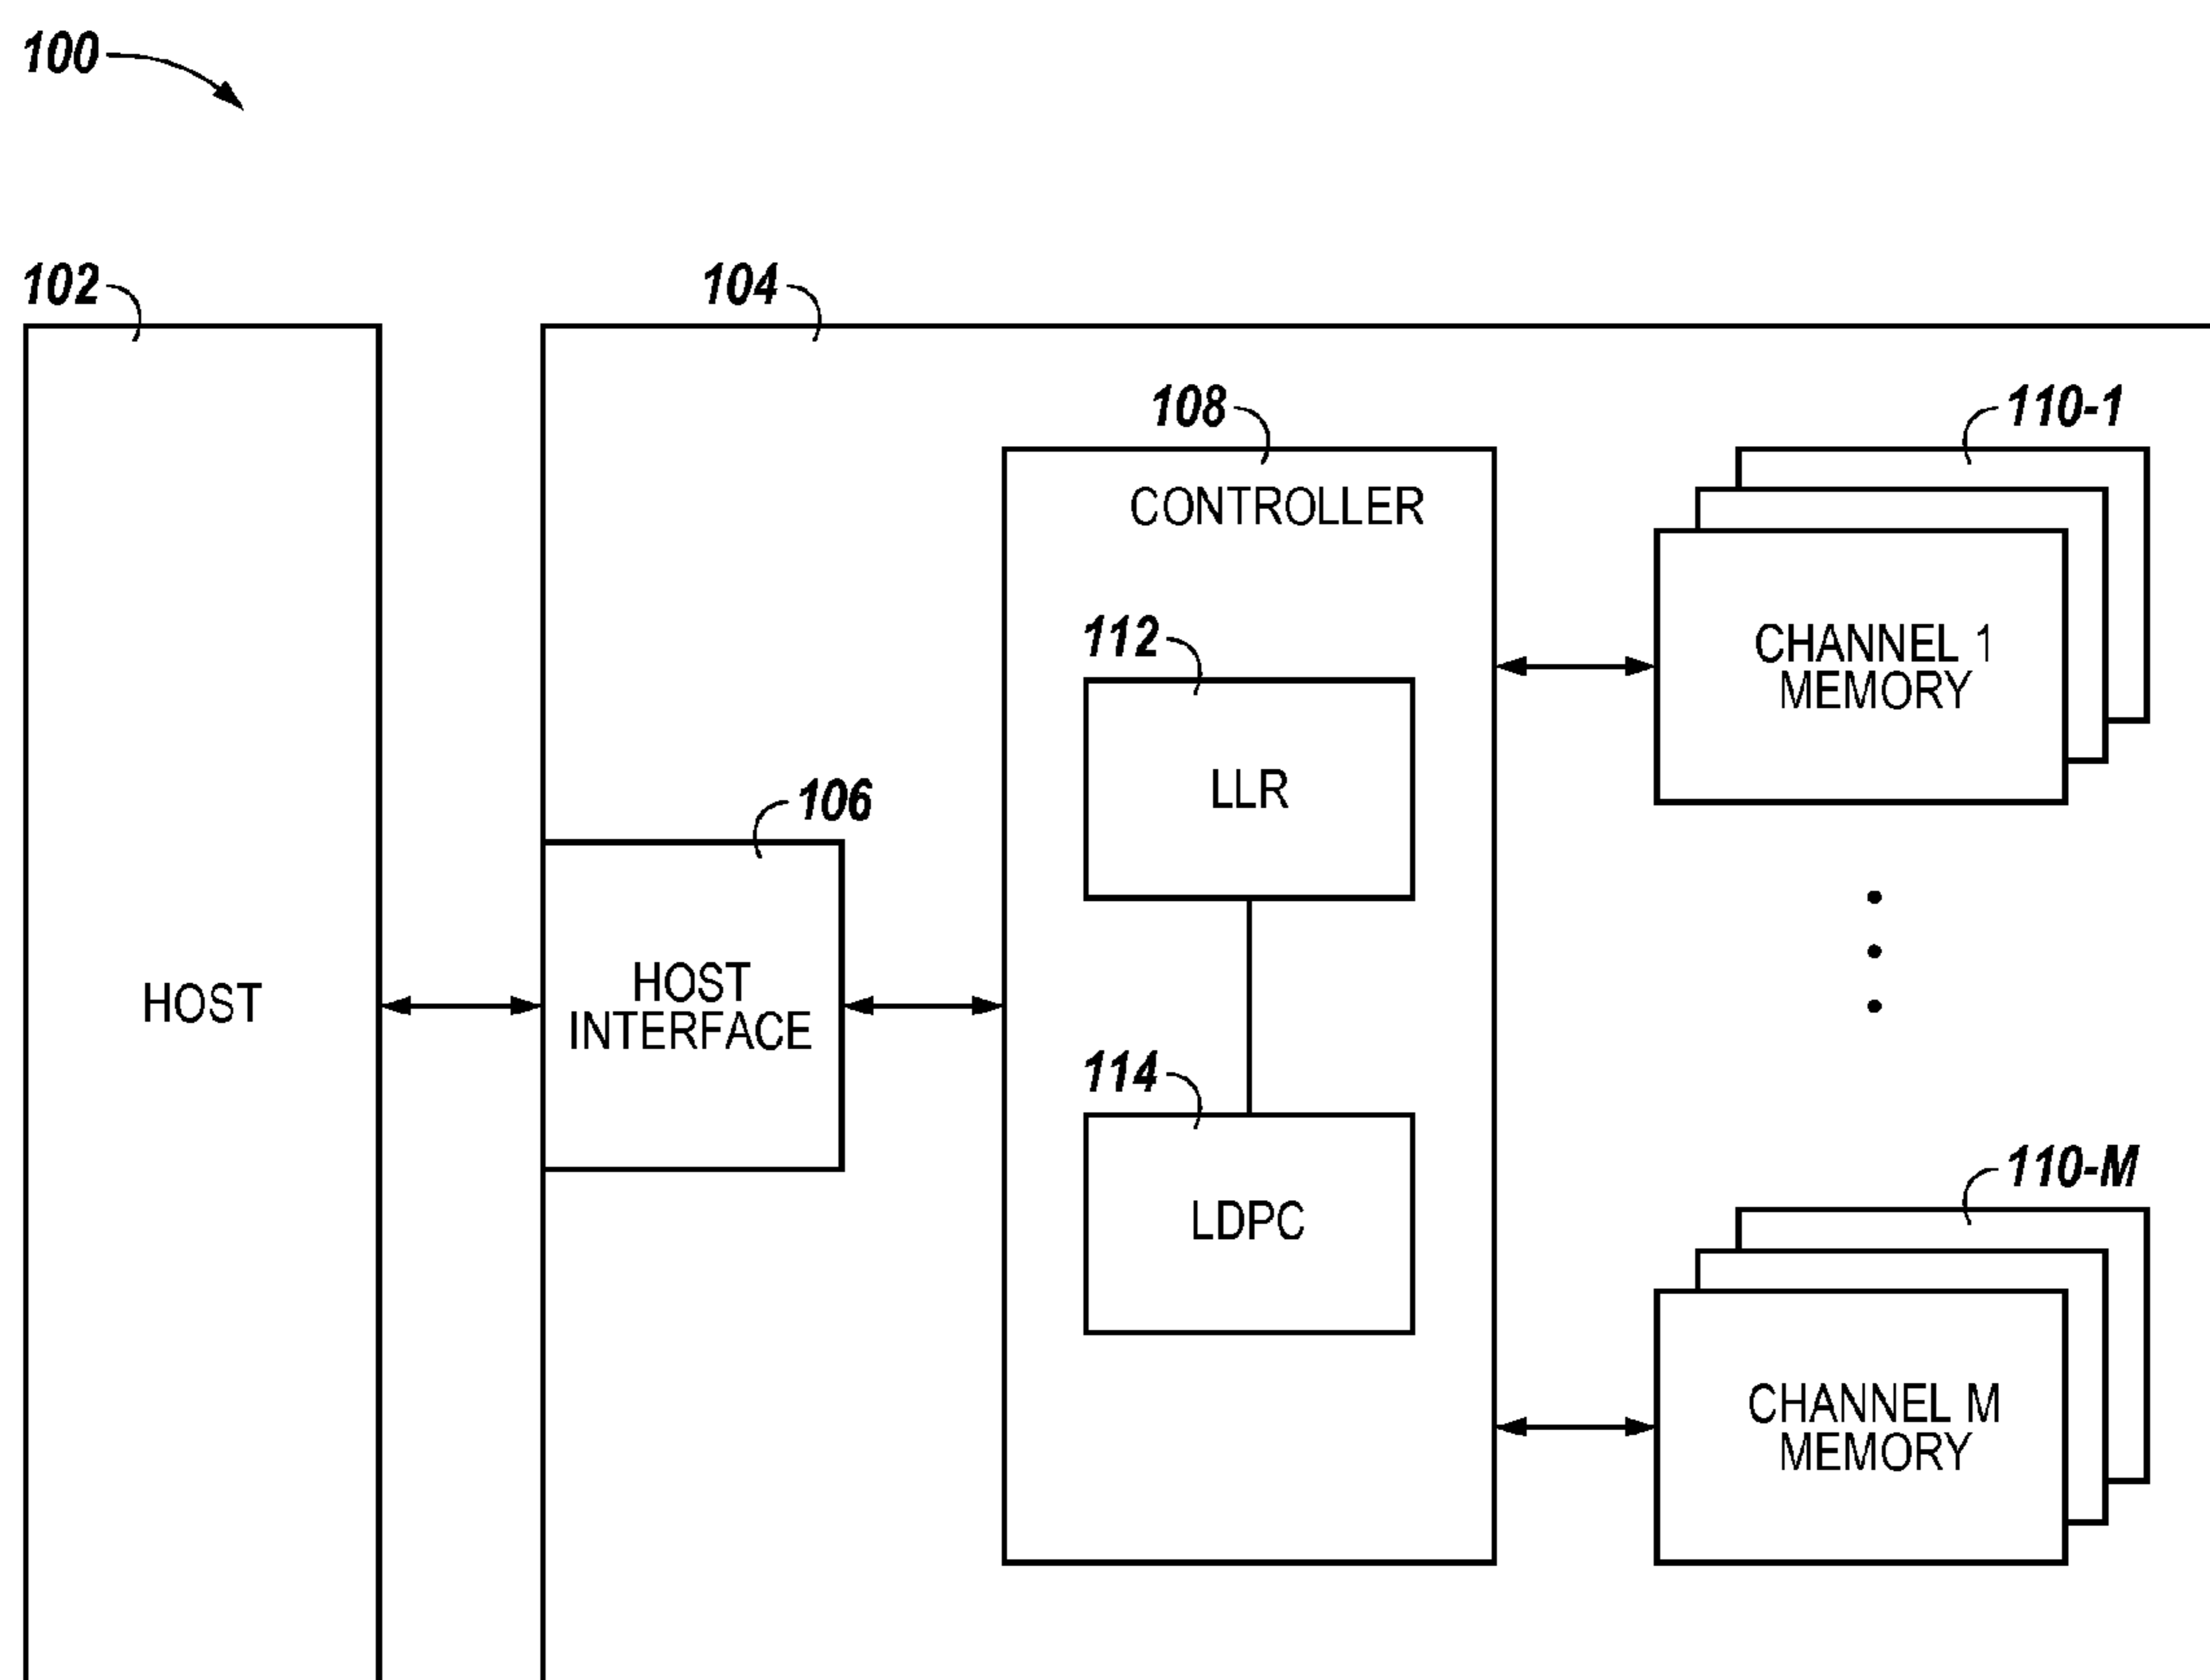 100
102
104
108
110-1
CONTROLLER
112
CHANNEL 1
MEMORY
LLR
106
HOST
INTERFACE
HOST
114
110-M
LDPC
CHANNEL M
MEMORY